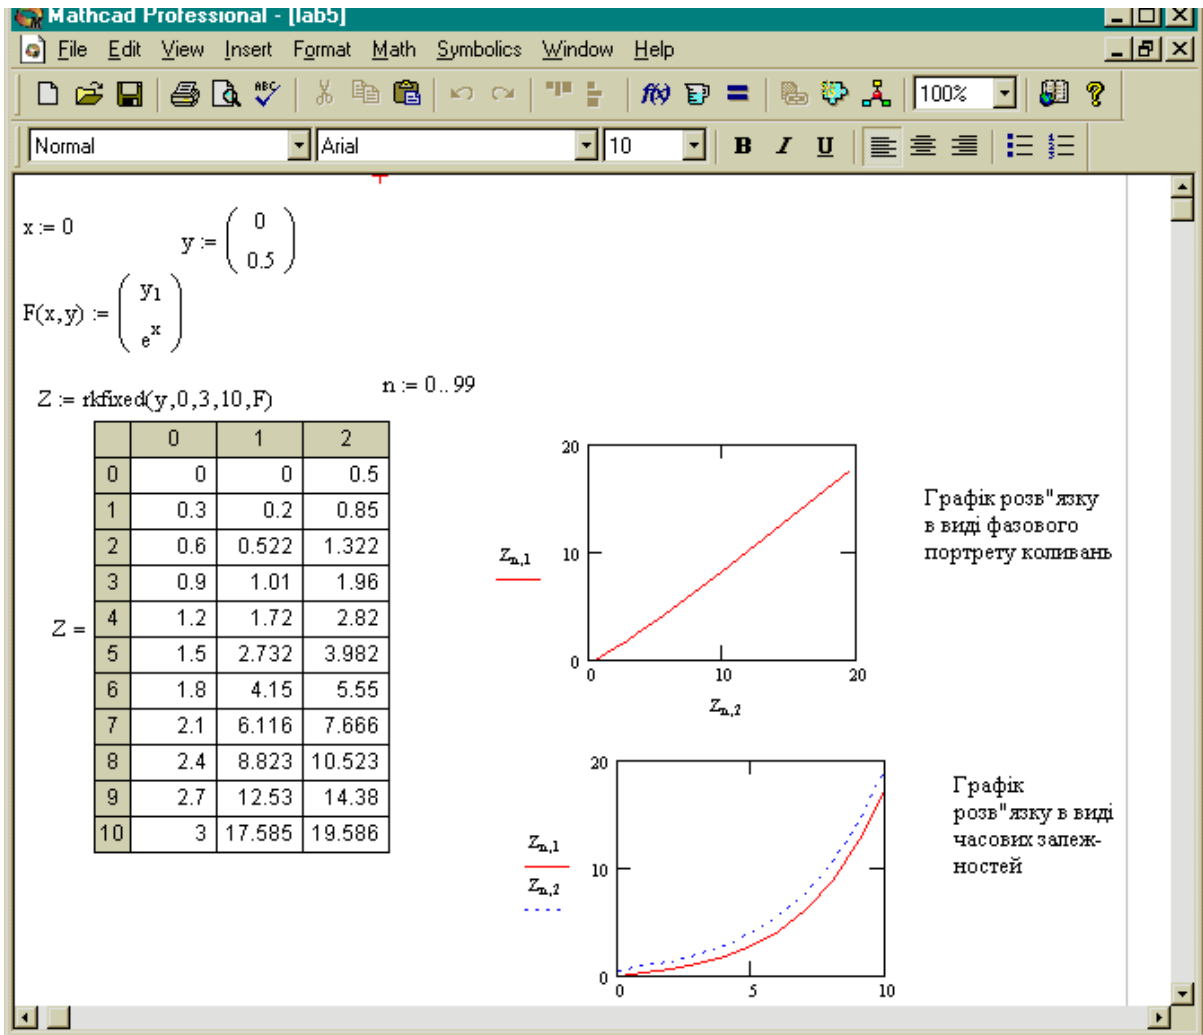 Mathcad Professional - [lab5]
File Edit View Insert Format Math Symbolics Window Help
100%
Normal Arial 10 B I U
x := 0
y := ( 0 0.5 )
F(x,y) := ( y1 e^x )
Z := rkfixed(y,0,3,10,F)
n := 0.. 99
Z =
0 1 2
0 0 0 0.5
1 0.3 0.2 0.85
2 0.6 0.522 1.322
3 0.9 1.01 1.96
4 1.2 1.72 2.82
5 1.5 2.732 3.982
6 1.8 4.15 5.55
7 2.1 6.116 7.666
8 2.4 8.823 10.523
9 2.7 12.53 14.38
10 3 17.585 19.586
20
10
0
Zn,1
0 10 20
Zn,2
Графік розв"язку
в виді фазового
портрету коливань
20
10
0
Zn,1
Zn,2
0 5 10
Графік
розв"язку в виді
часових залеж-
ностей